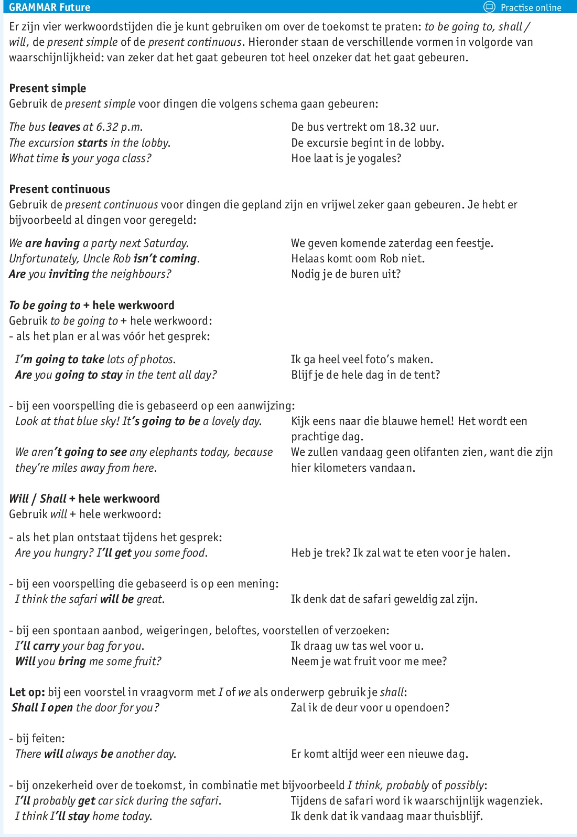 GRAMMAR Future Practise online
Er zijn vier werkwoordstijden die je kunt gebruiken om over de toekomst te praten: to be going to, shall /
will, de present simple of de present continuous. Hieronder staan de verschillende vormen in volgorde van
waarschijnlijkheid: van zeker dat het gaat gebeuren tot heel onzeker dat het gaat gebeuren.
Present simple
Gebruik de present simple voor dingen die volgens schema gaan gebeuren:
The bus leaves at 6.32 p.m. De bus vertrekt om 18.32 uur.
The excursion starts in the lobby. De excursie begint in de lobby.
What time is your yoga class? Hoe laat is je yogales?
Present continuous
Gebruik de present continuous voor dingen die gepland zijn en vrijwel zeker gaan gebeuren. Je hebt er
bijvoorbeeld al dingen voor geregeld:
We are having a party next Saturday. We geven komende zaterdag een feestje.
Unfortunately, Uncle Rob isn't coming. Helaas komt oom Rob niet.
Are you inviting the neighbours? Nodig je de buren uit?
To be going to + hele werkwoord
Gebruik to be going to + hele werkwoord:
- als het plan er al was vóór het gesprek:
I'm going to take lots of photos. Ik ga heel veel foto's maken.
Are you going to stay in the tent all day? Blijf je de hele dag in de tent?
- bij een voorspelling die is gebaseerd op een aanwijzing:
Look at that blue sky! It's going to be a lovely day. Kijk eens naar die blauwe hemel! Het wordt een
prachtige dag.
We aren't going to see any elephants today, because We zullen vandaag geen olifanten zien, want die zijn
they're miles away from here. hier kilometers vandaan.
Will / Shall + hele werkwoord
Gebruik will + hele werkwoord:
- als het plan ontstaat tijdens het gesprek:
Are you hungry? I'll get you some food. Heb je trek? Ik zal wat te eten voor je halen.
- bij een voorspelling die gebaseerd is op een mening:
I think the safari will be great. Ik denk dat de safari geweldig zal zijn.
- bij een spontaan aanbod, weigeringen, beloftes, voorstellen of verzoeken:
I'll carry your bag for you. Ik draag uw tas wel voor u.
Will you bring me some fruit? Neem je wat fruit voor me mee?
Let op: bij een voorstel in vraagvorm met I of we als onderwerp gebruik je shall:
Shall I open the door for you? Zal ik de deur voor u opendoen?
- bij feiten:
There will always be another day. Er komt altijd weer een nieuwe dag.
- bij onzekerheid over de toekomst, in combinatie met bijvoorbeeld I think, probably of possibly:
I'll probably get car sick during the safari. Tijdens de safari word ik waarschijnlijk wagenziek.
I think I'll stay home today. Ik denk dat ik vandaag maar thuisblijf.